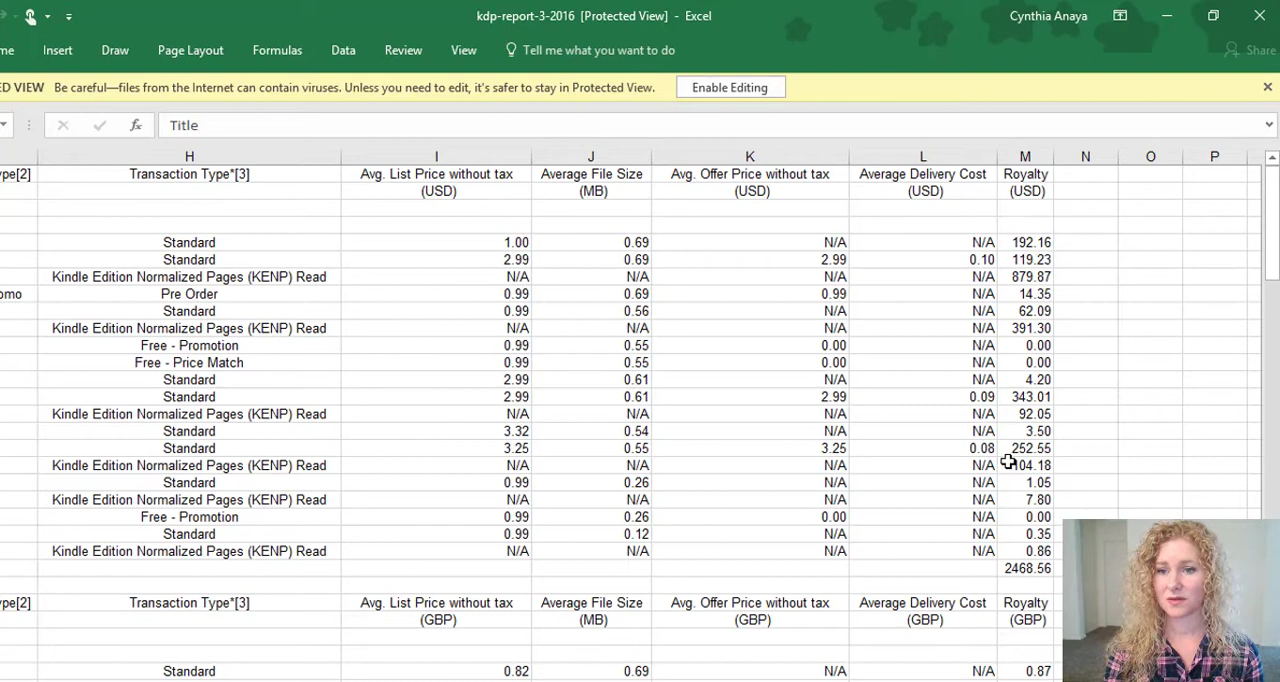 kdp-report-3-2016 [Protected View] - Excel
Cynthia Anaya
me Insert Draw Page Layout Formulas Data Review View Tell me what you want to do Share
ED VIEW Be careful—files from the Internet can contain viruses. Unless you need to edit, it's safer to stay in Protected View. Enable Editing
fx Title
H I J K L M N O P
ype[2] Transaction Type*[3] Avg. List Price without tax Average File Size Avg. Offer Price without tax Average Delivery Cost Royalty
(USD) (MB) (USD) (USD) (USD)
Standard 1.00 0.69 N/A N/A 192.16
Standard 2.99 0.69 2.99 0.10 119.23
Kindle Edition Normalized Pages (KENP) Read N/A N/A N/A N/A 879.87
omo Pre Order 0.99 0.69 0.99 N/A 14.35
Standard 0.99 0.56 N/A N/A 62.09
Kindle Edition Normalized Pages (KENP) Read N/A N/A N/A N/A 391.30
Free - Promotion 0.99 0.55 0.00 N/A 0.00
Free - Price Match 0.99 0.55 0.00 N/A 0.00
Standard 2.99 0.61 N/A N/A 4.20
Standard 2.99 0.61 2.99 0.09 343.01
Kindle Edition Normalized Pages (KENP) Read N/A N/A N/A N/A 92.05
Standard 3.32 0.54 N/A N/A 3.50
Standard 3.25 0.55 3.25 0.08 252.55
Kindle Edition Normalized Pages (KENP) Read N/A N/A N/A N/A 04.18
Standard 0.99 0.26 N/A N/A 1.05
Kindle Edition Normalized Pages (KENP) Read N/A N/A N/A N/A 7.80
Free - Promotion 0.99 0.26 0.00 N/A 0.00
Standard 0.99 0.12 N/A N/A 0.35
Kindle Edition Normalized Pages (KENP) Read N/A N/A N/A N/A 0.86
2468.56
ype[2] Transaction Type*[3] Avg. List Price without tax Average File Size Avg. Offer Price without tax Average Delivery Cost Royalty
(GBP) (MB) (GBP) (GBP) (GBP)
Standard 0.82 0.69 N/A N/A 0.87